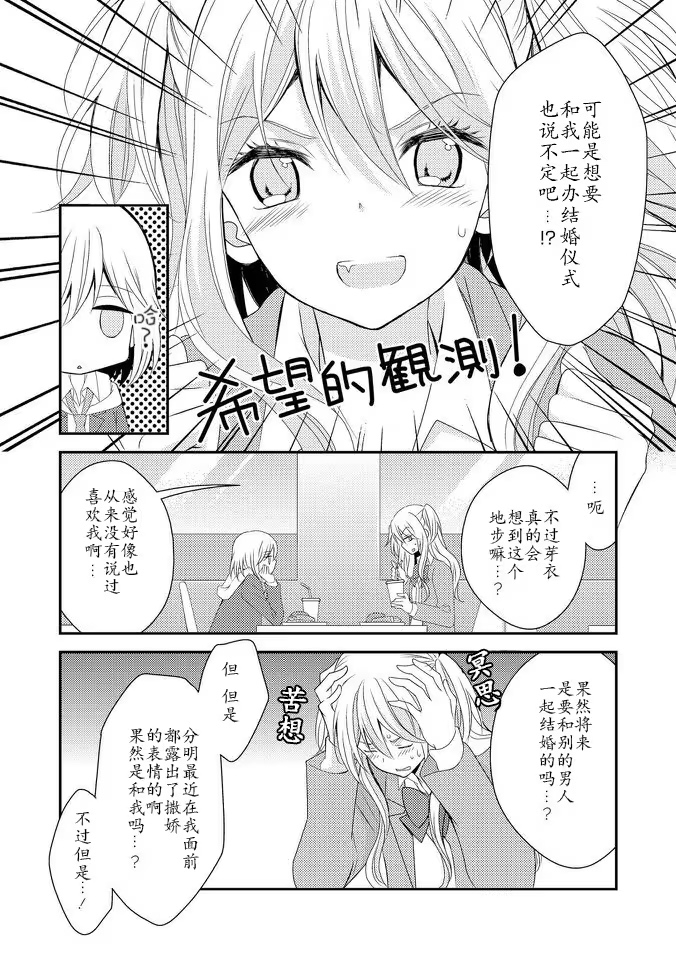 可能是想要
和我一起办结婚仪式
也说不定吧…!?
希望的観測!
哈?
…呃
不过芽衣
真的会
想到这个
地步嘛…?
感觉好像也
从来没有说过
喜欢我啊…
果然将来
是要和别的男人
一起结婚的吗…?
冥思
苦想
但 但是
分明最近在我面前
都露出了撒娇
的表情的啊
果然是和我吗…?
不过但是…!